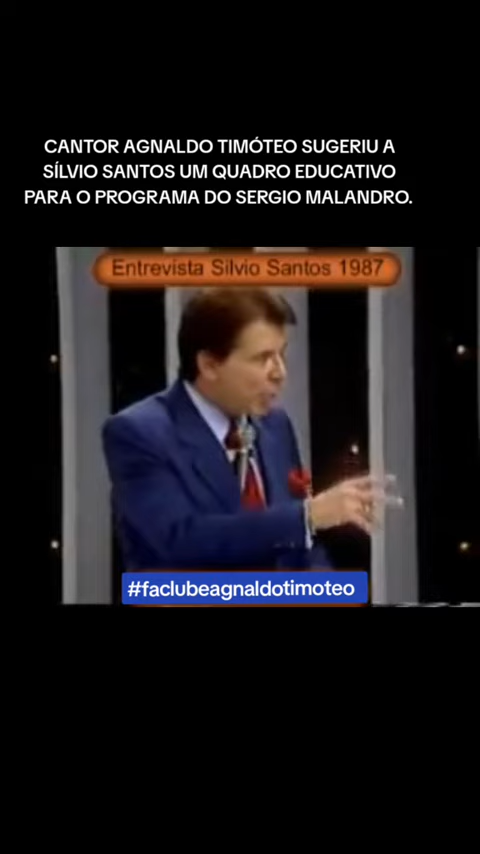 CANTOR AGNALDO TIMÓTEO SUGERIU A
SÍLVIO SANTOS UM QUADRO EDUCATIVO
PARA O PROGRAMA DO SERGIO MALANDRO.
Entrevista Silvio Santos 1987
#faclubeagnaldotimoteo